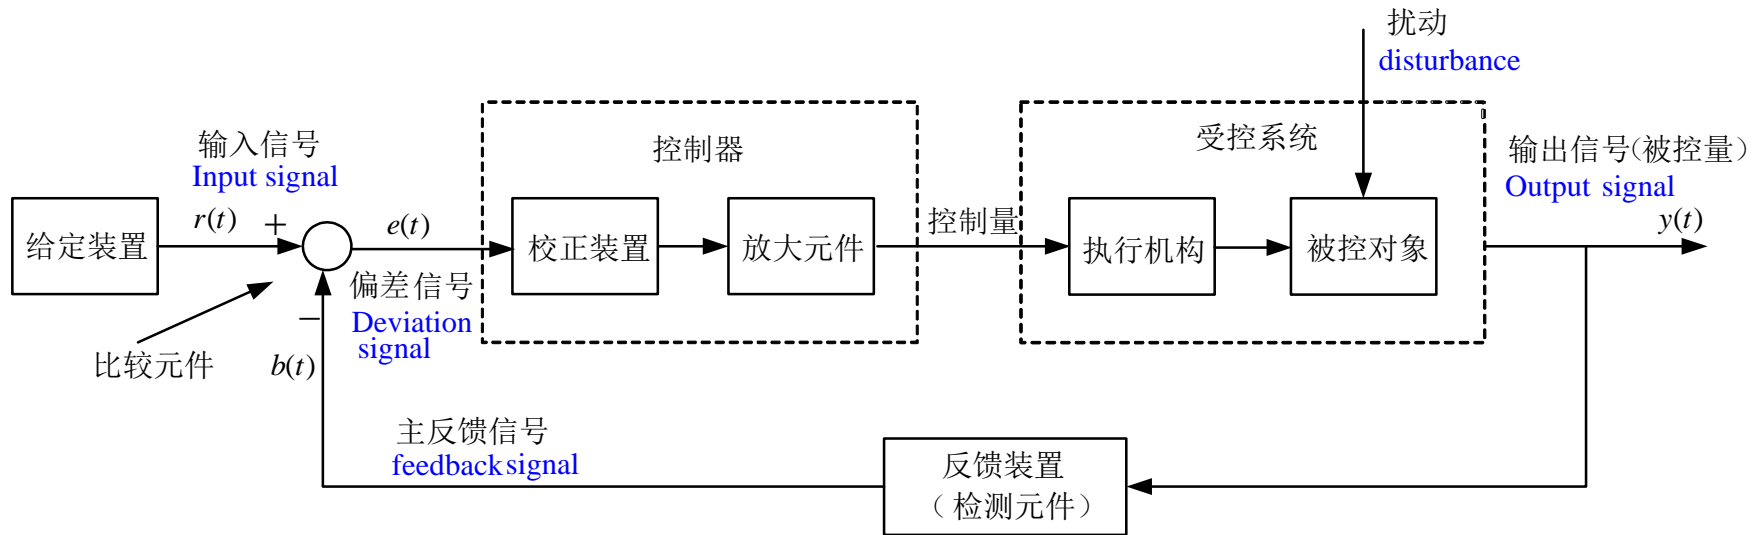 扰动
disturbance
输入信号
Input signal
控制器
受控系统
输出信号(被控量)
Output signal
给定装置
r(t)
+
e(t)
校正装置
放大元件
控制量
执行机构
被控对象
y(t)
偏差信号
Deviation
signal
−
比较元件
b(t)
主反馈信号
feedback signal
反馈装置
(检测元件)